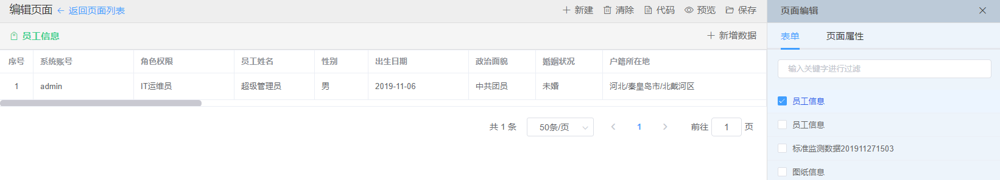 编辑页面 返回页面列表 新建 清除 代码 预览 保存
员工信息 新增数据
序号 系统账号 角色权限 员工姓名 性别 出生日期 政治面貌 婚姻状况 户籍所在地
1 admin IT运维员 超级管理员 男 2019-11-06 中共团员 未婚 河北/秦皇岛市/北戴河区
共 1 条 50条/页 1 前往 1 页
页面编辑
表单 页面属性
输入关键字进行过滤
员工信息
员工信息
标准监测数据201911271503
图纸信息